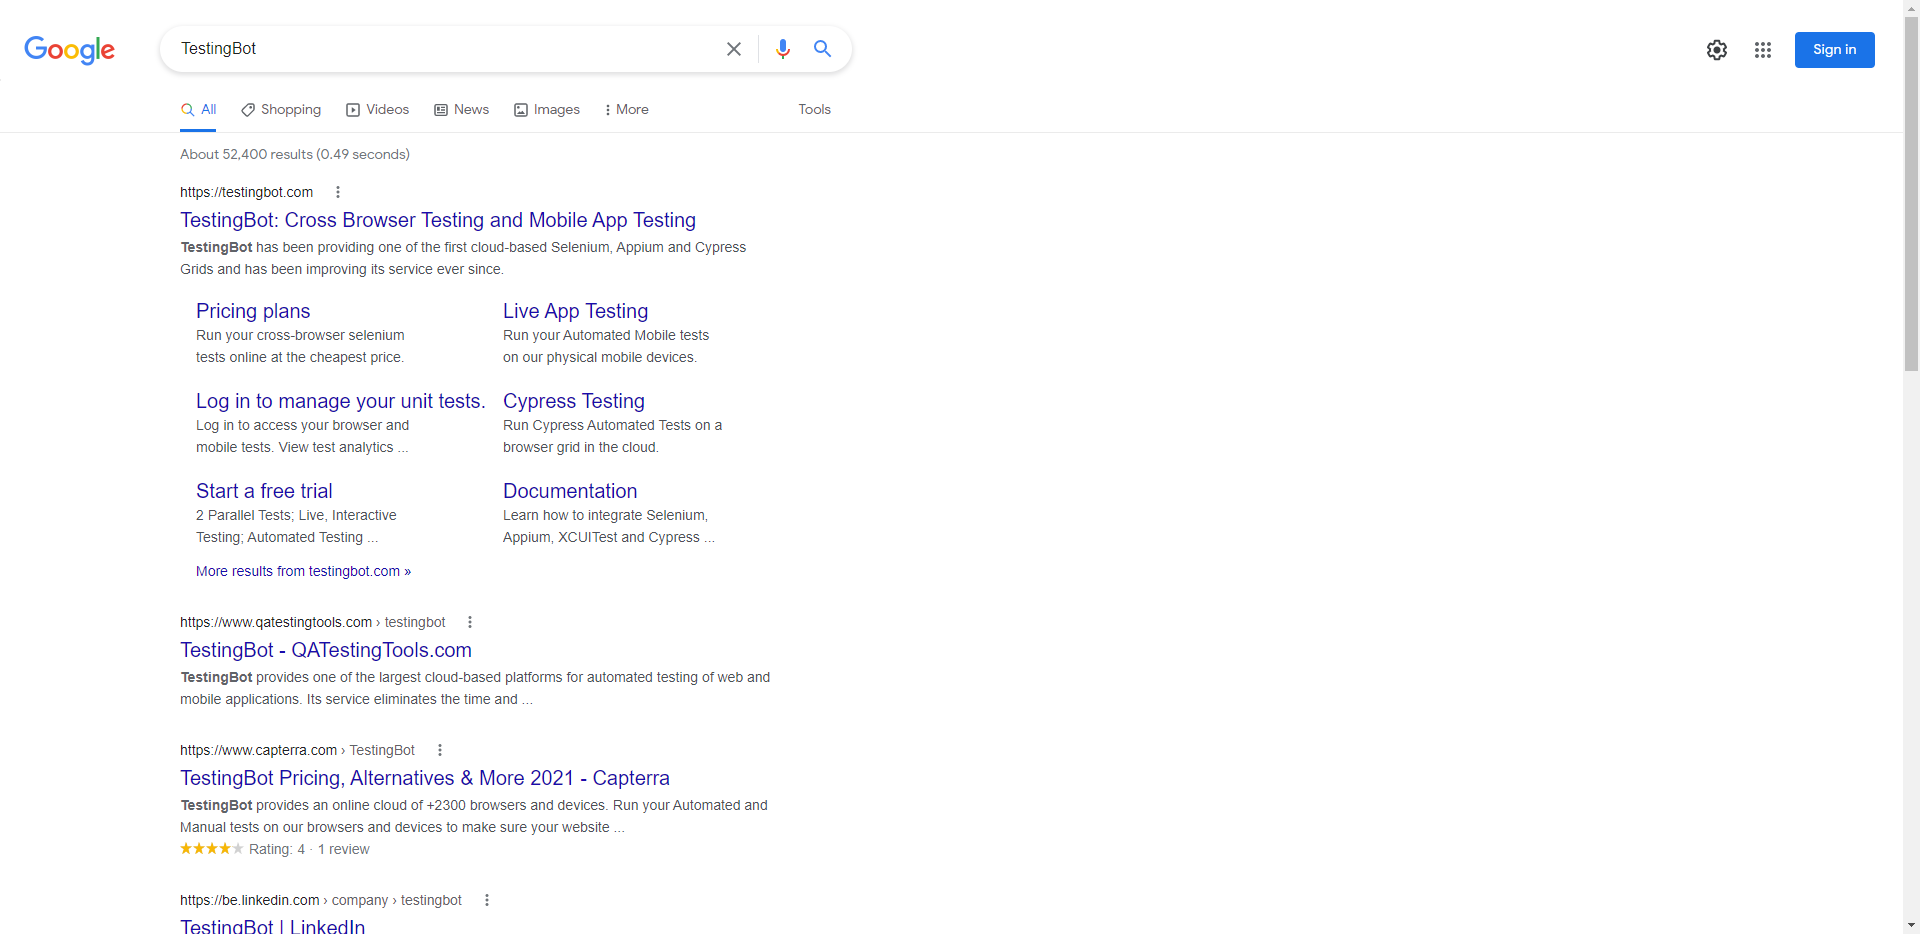 Google
TestingBot
Sign in
All
Shopping
Videos
News
Images
More
Tools
About 52,400 results (0.49 seconds)
https://testingbot.com
TestingBot: Cross Browser Testing and Mobile App Testing
TestingBot has been providing one of the first cloud-based Selenium, Appium and Cypress
Grids and has been improving its service ever since.
Pricing plans
Run your cross-browser selenium
tests online at the cheapest price.
Live App Testing
Run your Automated Mobile tests
on our physical mobile devices.
Log in to manage your unit tests.
Log in to access your browser and
mobile tests. View test analytics ...
Cypress Testing
Run Cypress Automated Tests on a
browser grid in the cloud.
Start a free trial
2 Parallel Tests; Live, Interactive
Testing; Automated Testing ...
Documentation
Learn how to integrate Selenium,
Appium, XCUITest and Cypress ...
More results from testingbot.com »
https://www.qatestingtools.com › testingbot
TestingBot - QATestingTools.com
TestingBot provides one of the largest cloud-based platforms for automated testing of web and
mobile applications. Its service eliminates the time and ...
https://www.capterra.com › TestingBot
TestingBot Pricing, Alternatives & More 2021 - Capterra
TestingBot provides an online cloud of +2300 browsers and devices. Run your Automated and
Manual tests on our browsers and devices to make sure your website ...
Rating: 4 · 1 review
https://be.linkedin.com › company › testingbot
TestingBot | LinkedIn